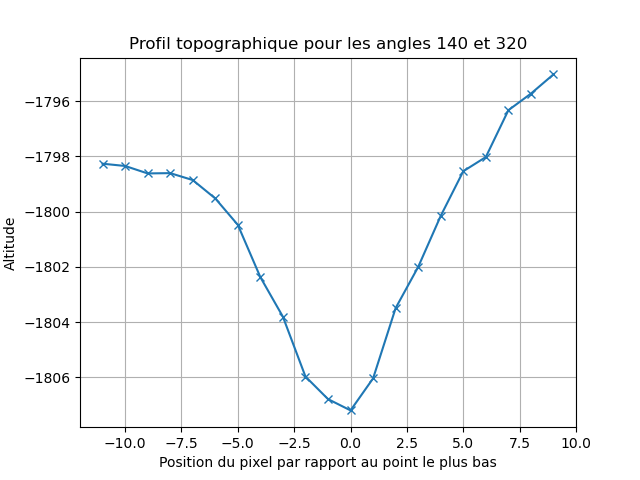 Profil topographique pour les angles 140 et 320
Altitude
−1796
−1798
−1800
−1802
−1804
−1806
−10.0 −7.5 −5.0 −2.5 0.0 2.5 5.0 7.5 10.0
Position du pixel par rapport au point le plus bas